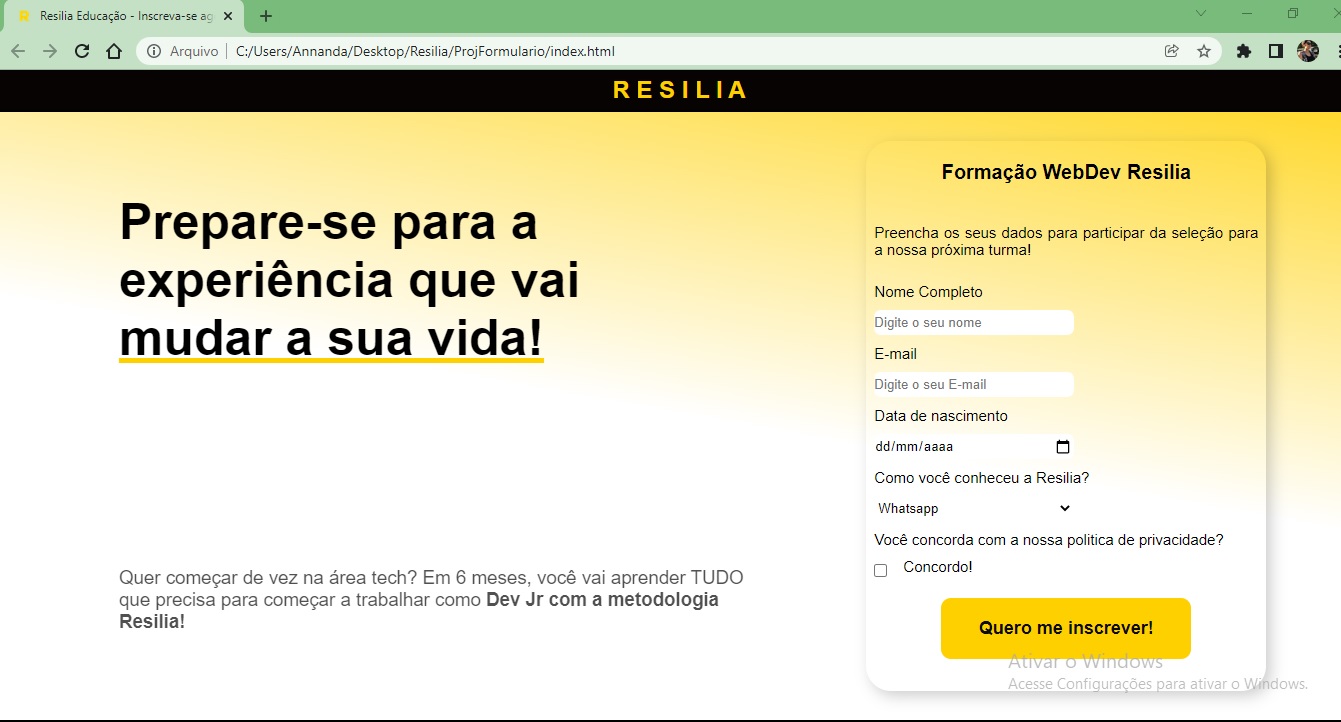 Resilia Educação - Inscreva-se ag
Arquivo
C:/Users/Annanda/Desktop/Resilia/ProjFormulario/index.html
RESILIA
Prepare-se para a
experiência que vai
mudar a sua vida!
Quer começar de vez na área tech? Em 6 meses, você vai aprender TUDO
que precisa para começar a trabalhar como Dev Jr com a metodologia
Resilia!
Formação WebDev Resilia
Preencha os seus dados para participar da seleção para
a nossa próxima turma!
Nome Completo
Digite o seu nome
E-mail
Digite o seu E-mail
Data de nascimento
dd/mm/aaaa
Como você conheceu a Resilia?
Whatsapp
Você concorda com a nossa politica de privacidade?
Concordo!
Quero me inscrever!
Ativar o Windows
Acesse Configurações para ativar o Windows.